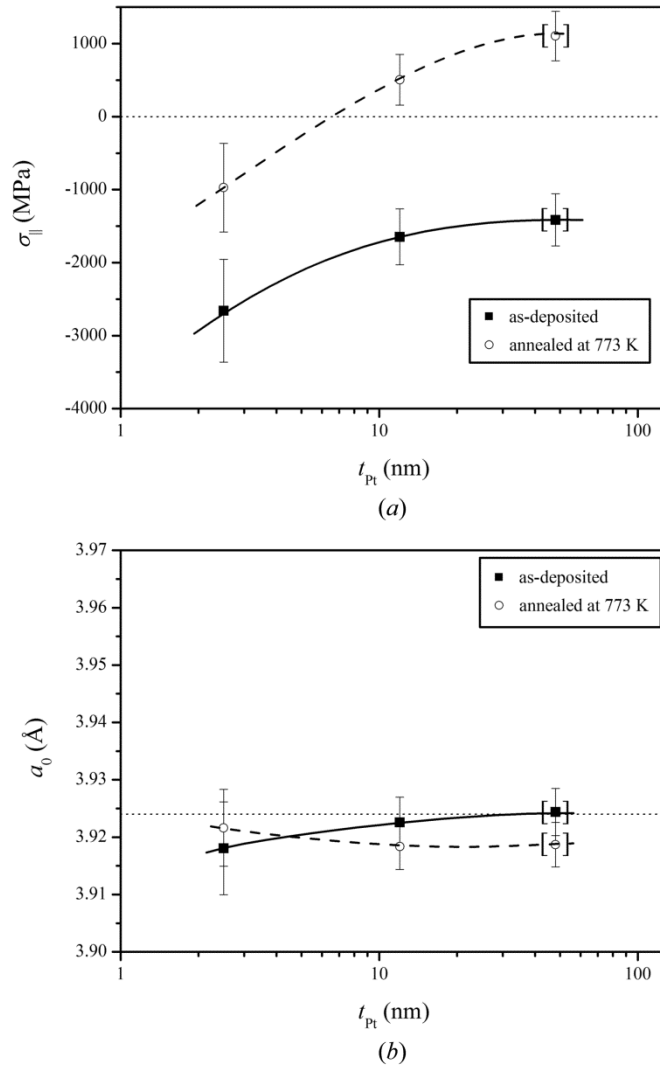 1000
0
-1000
-2000
-3000
-4000
σ∥ (MPa)
[ ]
[ ]
as-deposited
annealed at 773 K
1
10
100
tPt (nm)
(a)
3.97
3.96
3.95
3.94
3.93
3.92
3.91
3.90
a0 (Å)
as-deposited
annealed at 773 K
[ ]
[ ]
1
10
100
tPt (nm)
(b)